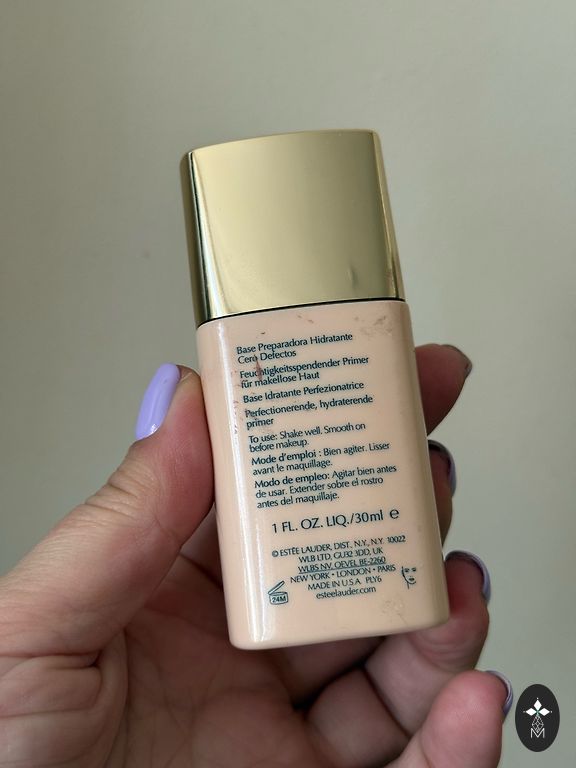 Base Preparadora Hidratante
Cero Defectos
Feuchtigkeitsspendender Primer
für makellose Haut
Base Idratante Perfezionatrice
Perfectionerende, hydraterende
primer
To use: Shake well. Smooth on
before makeup.
Mode d'emploi : Bien agiter. Lisser
avant le maquillage.
Modo de empleo: Agitar bien antes
de usar. Extender sobre el rostro
antes del maquillaje.
1 FL. OZ. LIQ./30ml ℮
© ESTĒE LAUDER, DIST., N.Y., N.Y. 10022
WLB LTD, GU32 3DD, UK
WLBS NV, OEVEL BE-2260
NEW YORK • LONDON • PARIS
MADE IN U.S.A PLY6
esteelauder.com
24M
M